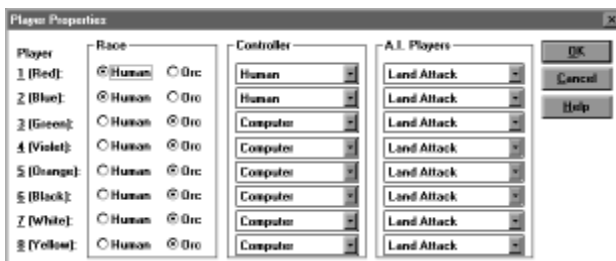 Player Properties
Player Race Controller A.I. Players
1 (Red): Human Orc Human Land Attack OK
2 (Blue): Human Orc Human Land Attack Cancel
3 (Green): Human Orc Computer Land Attack Help
4 (Violet): Human Orc Computer Land Attack
5 (Orange): Human Orc Computer Land Attack
6 (Black): Human Orc Computer Land Attack
7 (White): Human Orc Computer Land Attack
8 (Yellow): Human Orc Computer Land Attack